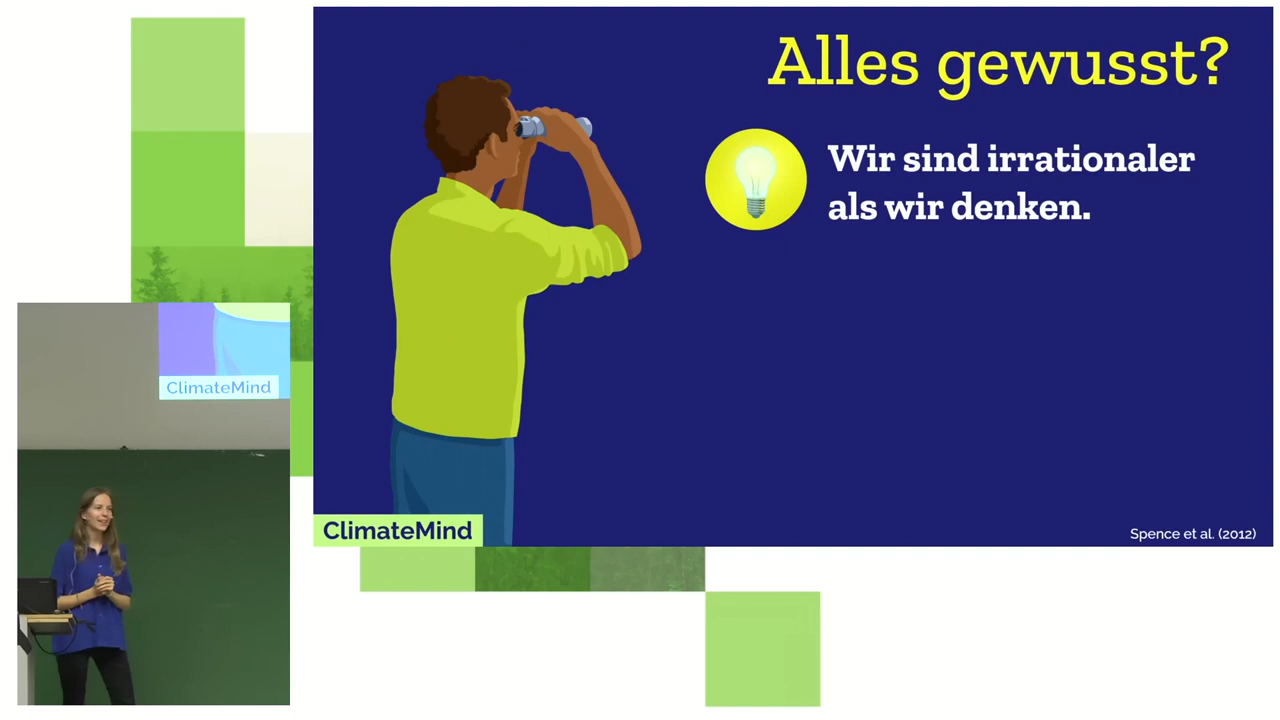 Alles gewusst?
Wir sind irrationaler
als wir denken.
ClimateMind
ClimateMind
Spence et al. (2012)